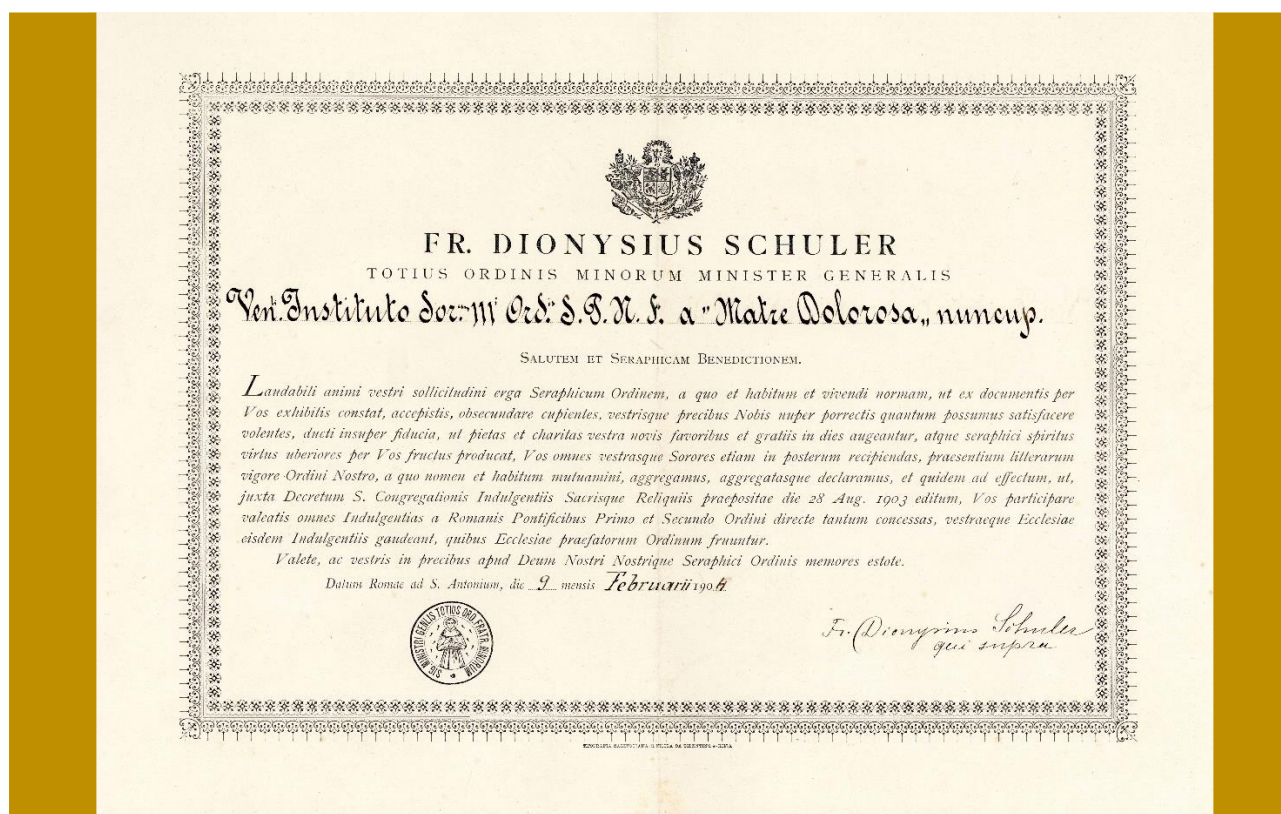 FR. DIONYSIUS SCHULER
TOTIUS ORDINIS MINORUM MINISTER GENERALIS
Ven. Instituto Sor. III Ord. S. P. N. F. a "Matre Dolorosa„ nuncup.
SALUTEM ET SERAPHICAM BENEDICTIONEM.
Laudabili animi vestri sollicitudini erga Seraphicum Ordinem, a quo et habitum et vivendi normam, ut ex documentis per
Vos exhibitis constat, accepistis, obsecundare cupientes, vestrisque precibus Nobis nuper porrectis quantum possumus satisfacere
volentes, ducti insuper fiducia, ut pietas et charitas vestra novis favoribus et gratiis in dies augeantur, atque seraphici spiritus
virtus uberiores per Vos fructus producat, Vos omnes vestrasque Sorores etiam in posterum recipiendas, praesentium litterarum
vigore Ordini Nostro, a quo nomen et habitum mutuamini, aggregamus, aggregatasque declaramus, et quidem ad effectum, ut,
juxta Decretum S. Congregationis Indulgentiis Sacrisque Reliquiis praepositae die 28 Aug. 1903 editum, Vos participare
valeatis omnes Indulgentias a Romanis Pontificibus Primo et Secundo Ordini directe tantum concessas, vestraeque Ecclesiae
eisdem Indulgentiis gaudeant, quibus Ecclesiae praefatorum Ordinum fruuntur.
Valete, ac vestris in precibus apud Deum Nostri Nostrique Seraphici Ordinis memores estote.
Datum Romae ad S. Antonium, die 9 mensis Februarii 1904
SIG MINISTRI GENLIS TOTIOS ORD FRATR MINORUM
Fr. Dionysius Schuler
qui supra